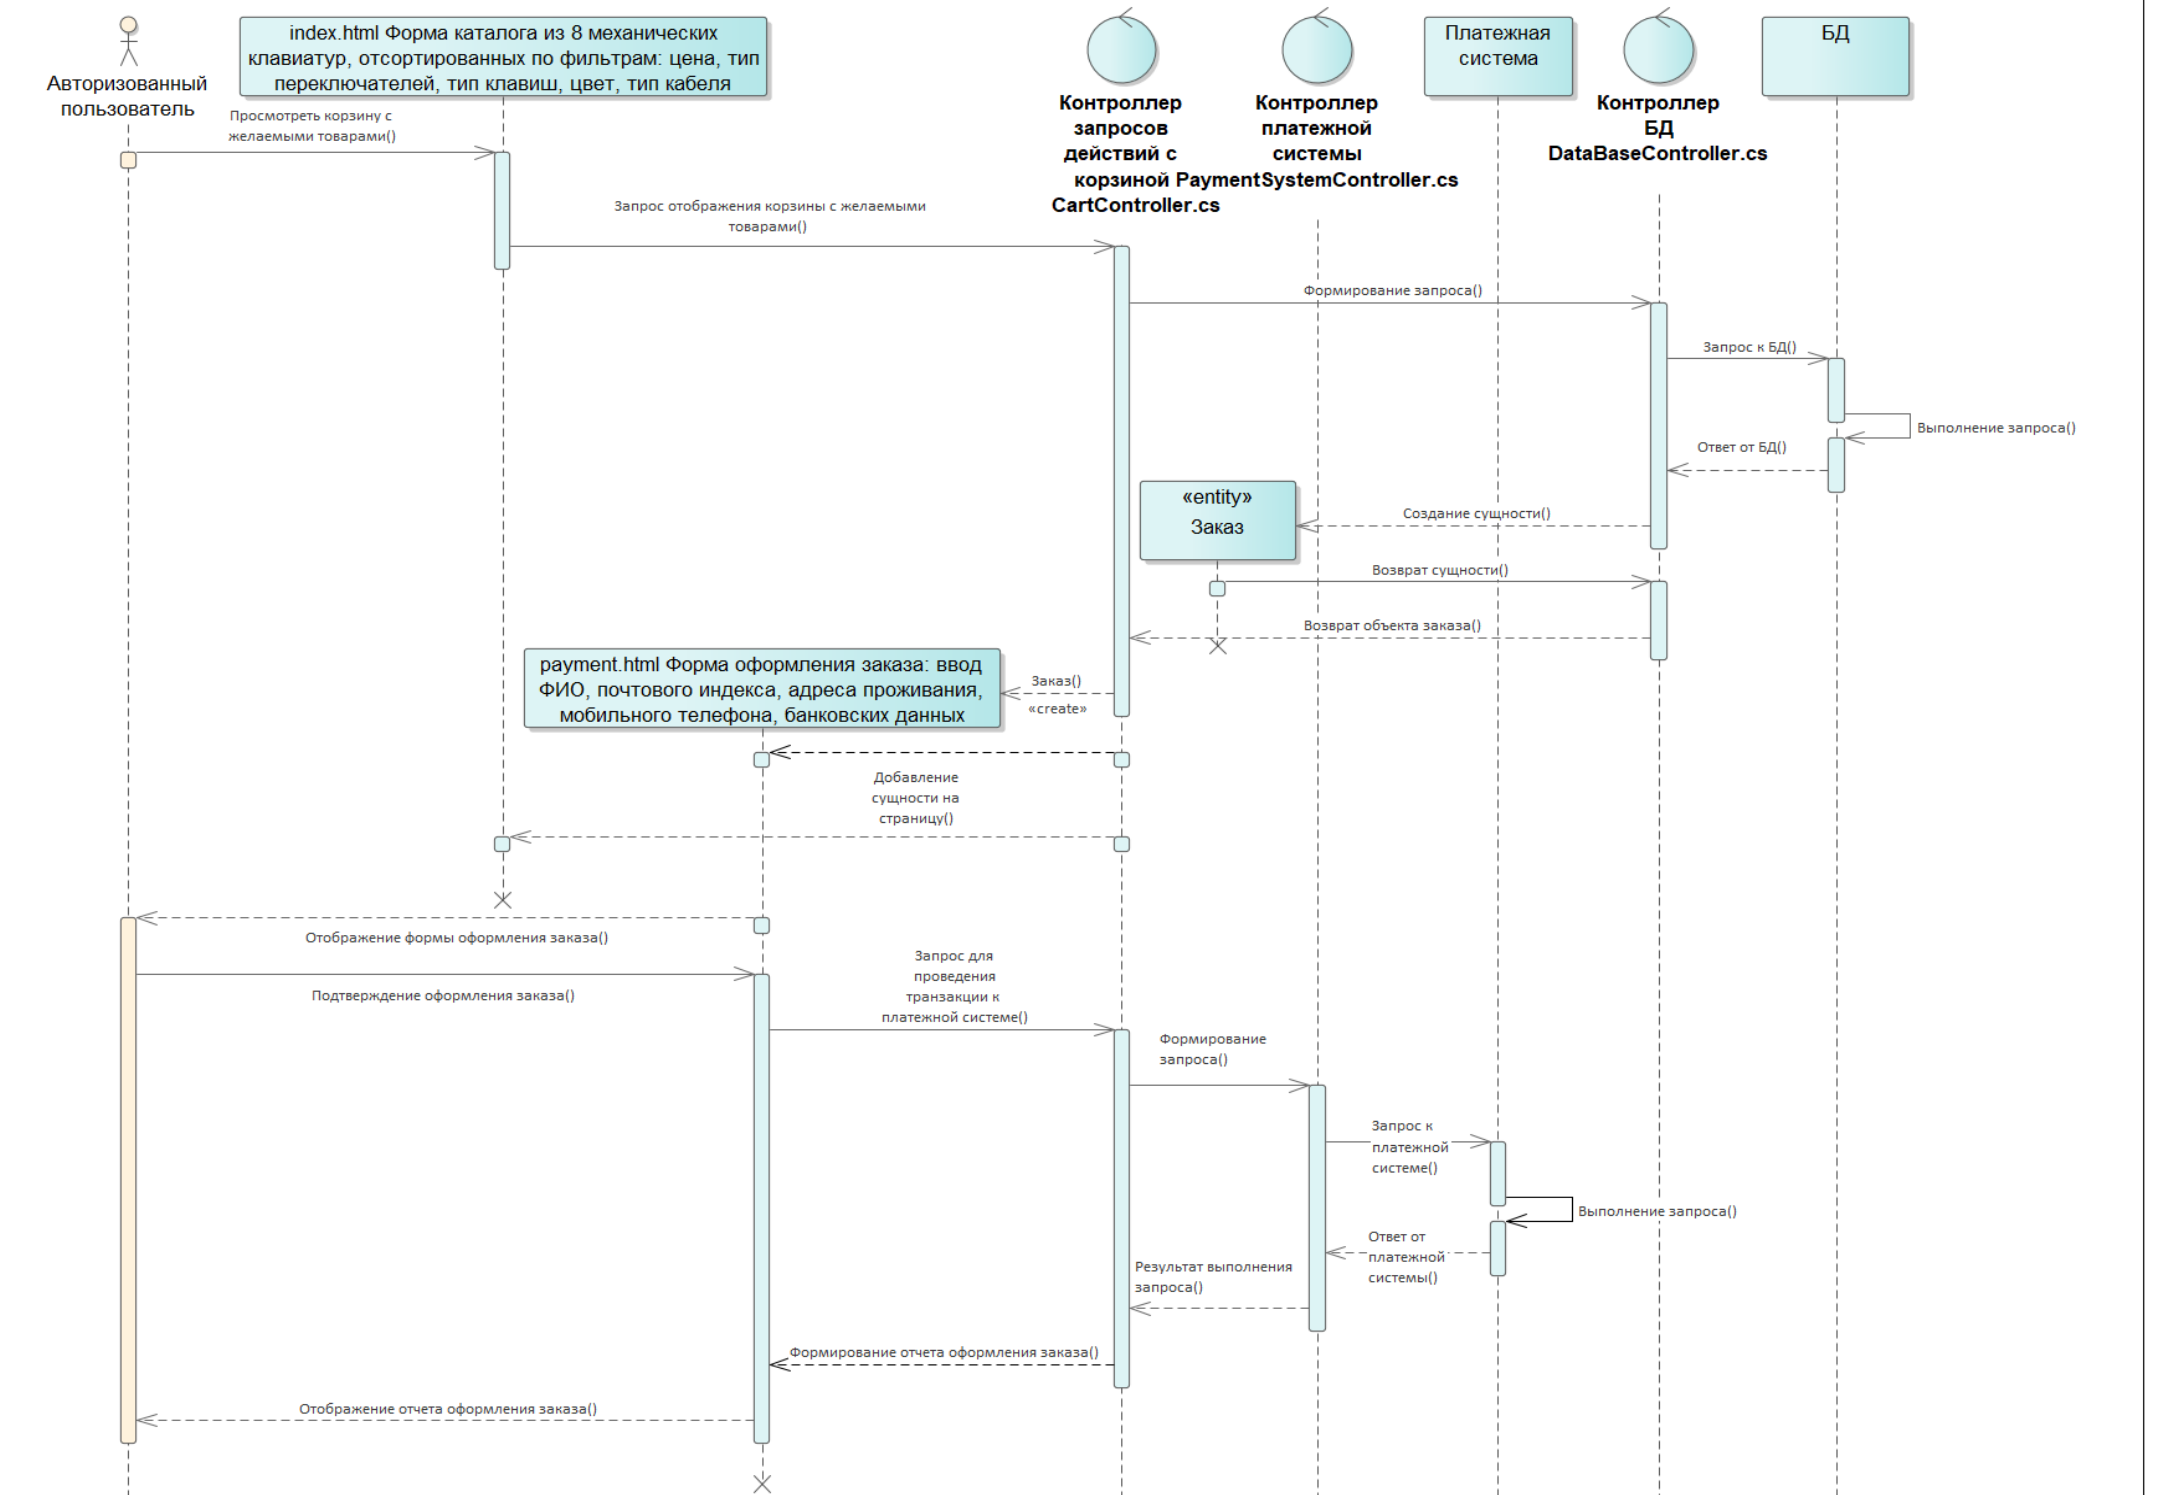 Авторизованный
пользователь
index.html Форма каталога из 8 механических
клавиатур, отсортированных по фильтрам: цена, тип
переключателей, тип клавиш, цвет, тип кабеля
Контроллер
запросов
действий с
корзиной
CartController.cs
Контроллер
платежной
системы
PaymentSystemController.cs
Платежная
система
Контроллер
БД
DataBaseController.cs
БД
Просмотреть корзину с
желаемыми товарами()
Запрос отображения корзины с желаемыми
товарами()
Формирование запроса()
Запрос к БД()
Выполнение запроса()
Ответ от БД()
«entity»
Заказ
Создание сущности()
Возврат сущности()
Возврат объекта заказа()
payment.html Форма оформления заказа: ввод
ФИО, почтового индекса, адреса проживания,
мобильного телефона, банковских данных
Заказ()
«create»
Добавление
сущности на
страницу()
Отображение формы оформления заказа()
Подтверждение оформления заказа()
Запрос для
проведения
транзакции к
платежной системе()
Формирование
запроса()
Запрос к
платежной
системе()
Выполнение запроса()
Ответ от
платежной
системы()
Результат выполнения
запроса()
Формирование отчета оформления заказа()
Отображение отчета оформления заказа()